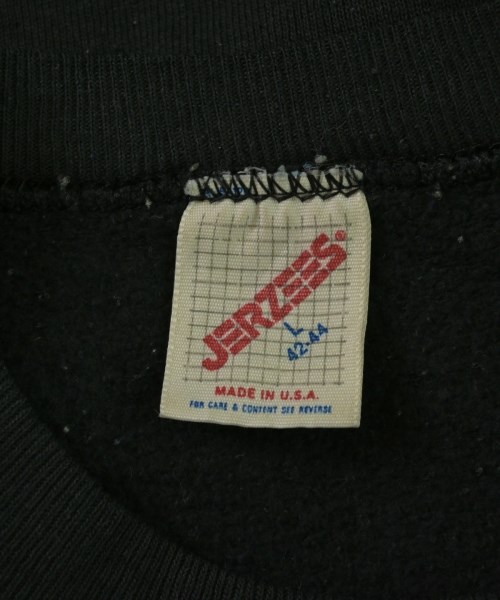 JERZEES®
L
42-44
MADE IN U.S.A.
FOR CARE & CONTENT SEE REVERSE